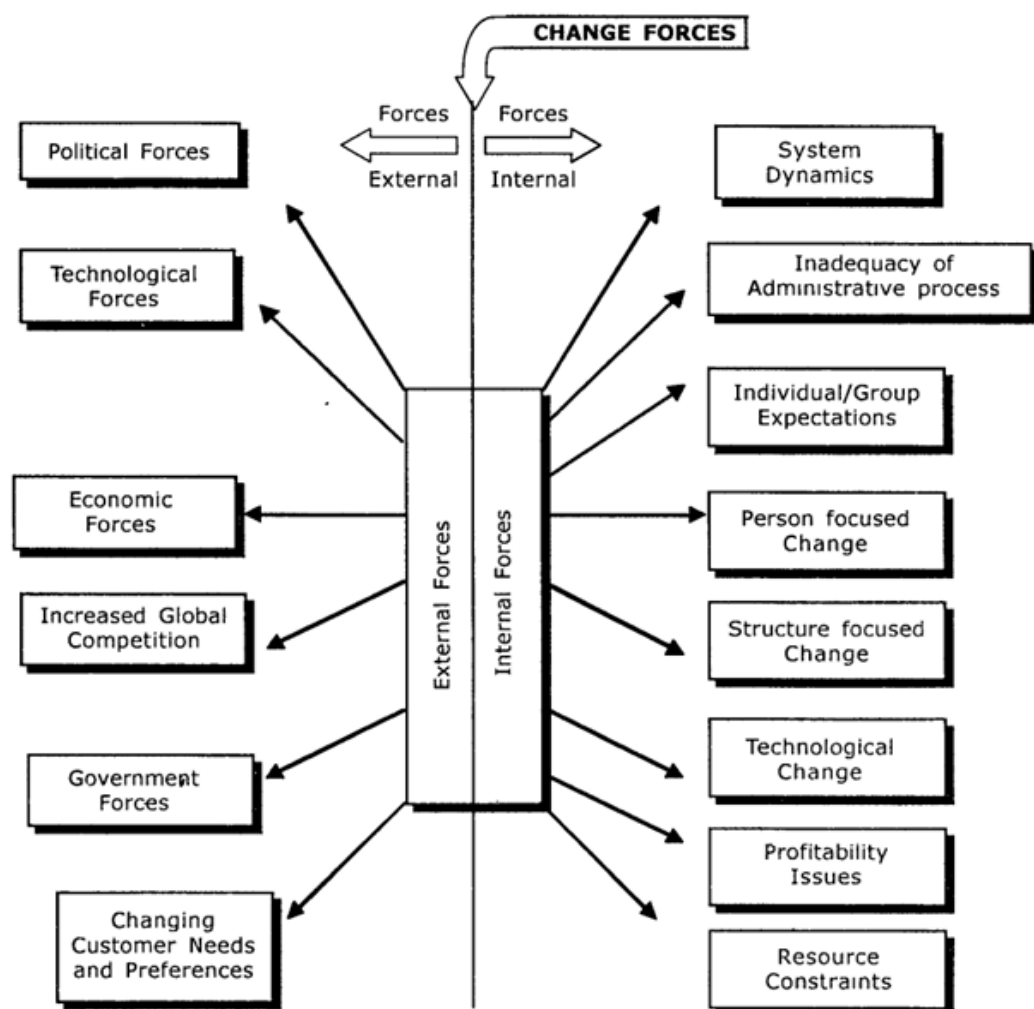 CHANGE FORCES
Forces
External
Forces
Internal
Political Forces
Technological
Forces
Economic
Forces
Increased Global
Competition
Government
Forces
Changing
Customer Needs
and Preferences
External Forces
Internal Forces
System
Dynamics
Inadequacy of
Administrative process
Individual/Group
Expectations
Person focused
Change
Structure focused
Change
Technological
Change
Profitability
Issues
Resource
Constraints